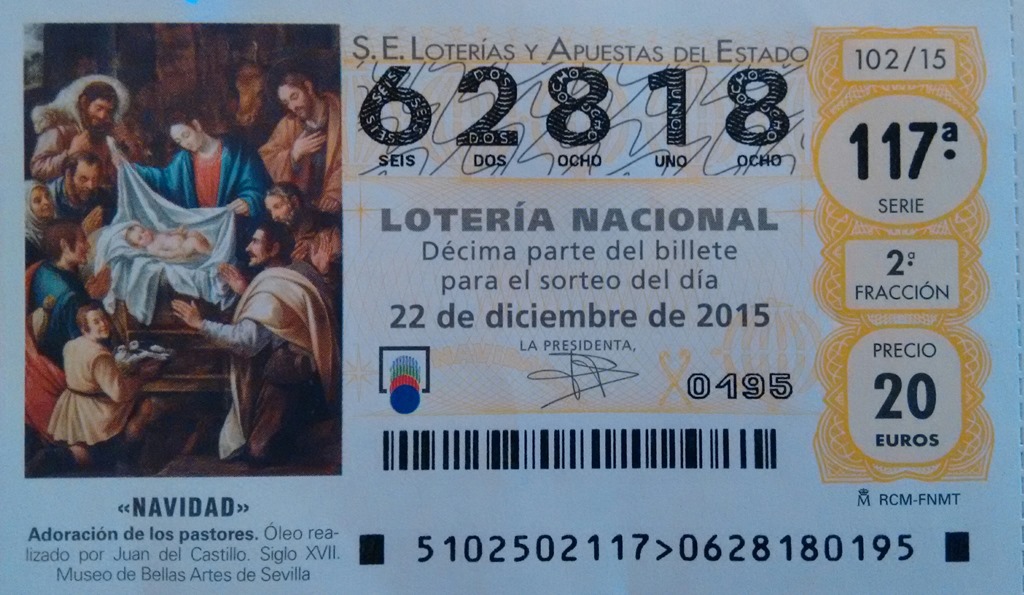 S.E. LOTERÍAS Y APUESTAS DEL ESTADO
62818
SEIS DOS OCHO UNO OCHO
LOTERÍA NACIONAL
Décima parte del billete
para el sorteo del día
22 de diciembre de 2015
LA PRESIDENTA,
0195
102/15
117ª
SERIE
2ª
FRACCIÓN
PRECIO
20
EUROS
M RCM-FNMT
«NAVIDAD»
Adoración de los pastores. Óleo rea-
lizado por Juan del Castillo. Siglo XVII.
Museo de Bellas Artes de Sevilla
5102502117>0628180195